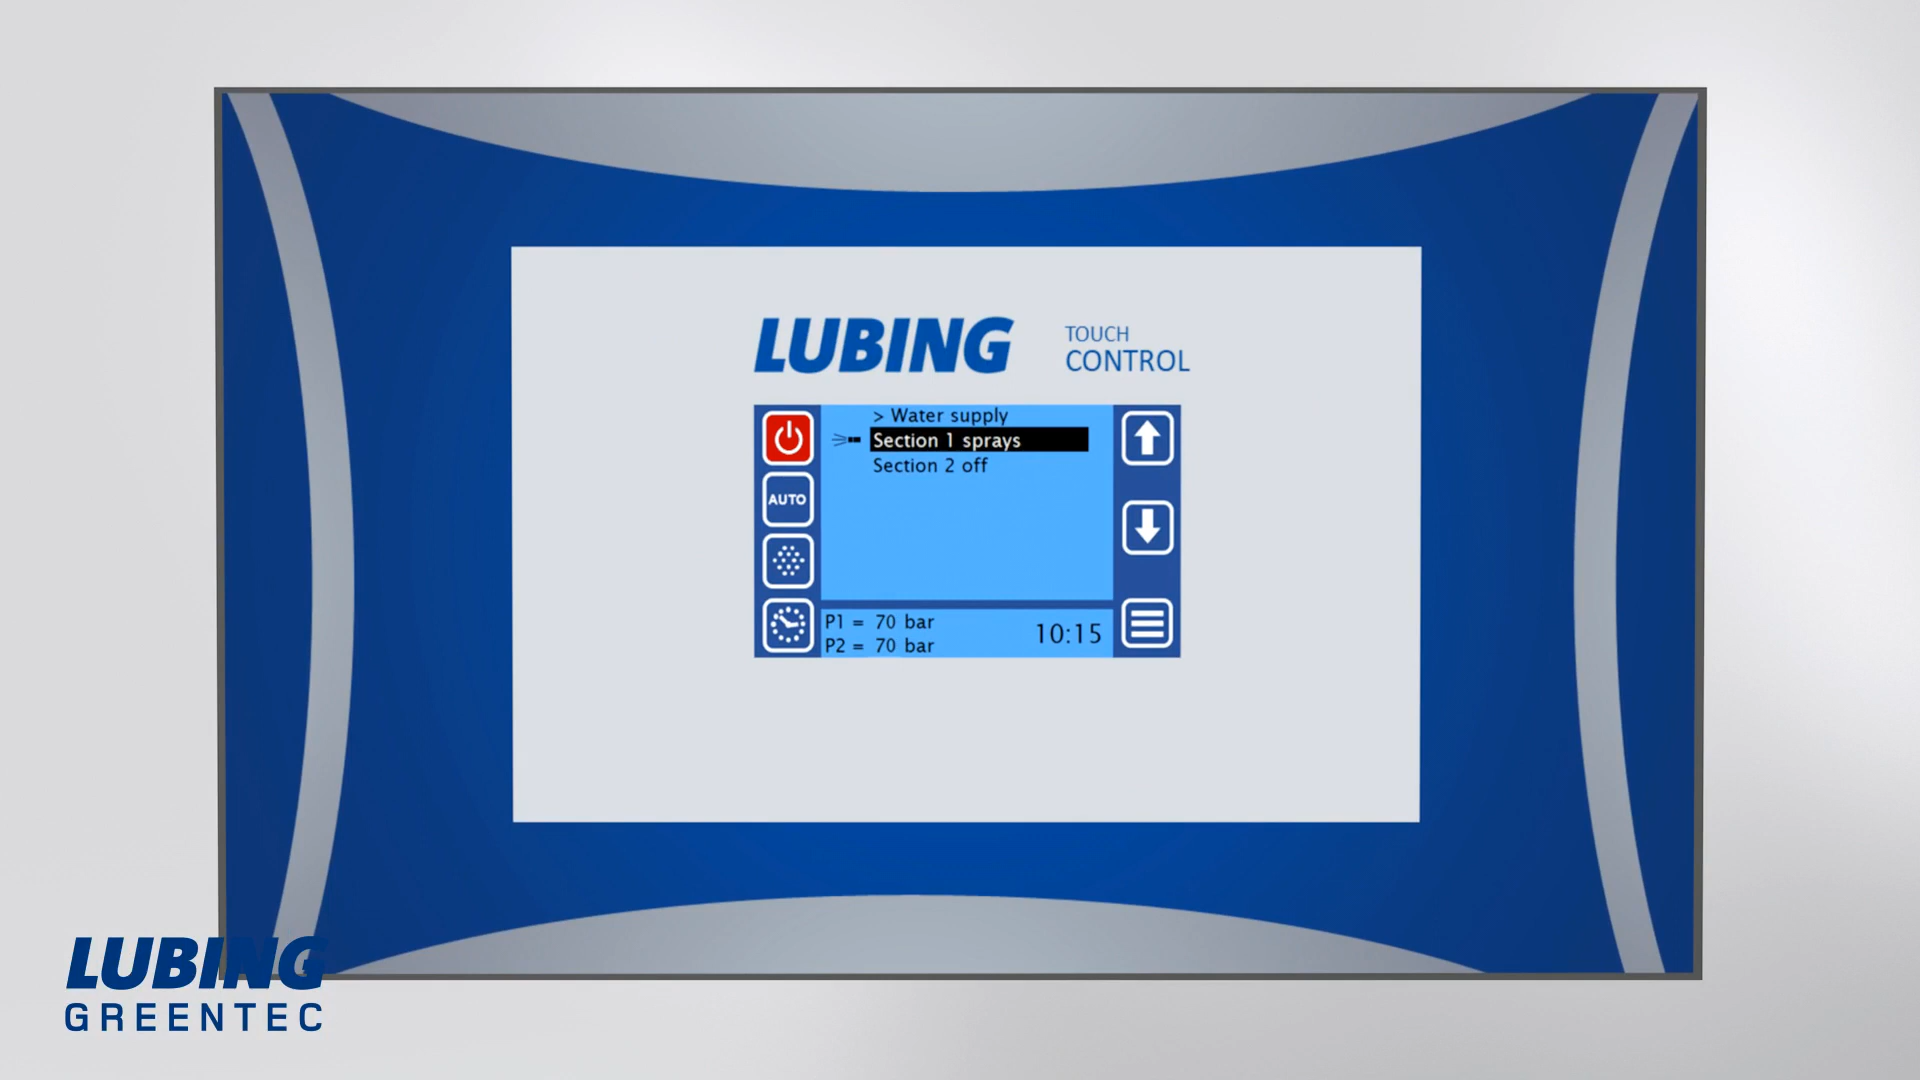 LUBING
TOUCH
CONTROL
> Water supply
Section 1 sprays
Section 2 off
AUTO
P1 = 70 bar
P2 = 70 bar
10:15
LUBING
GREENTEC